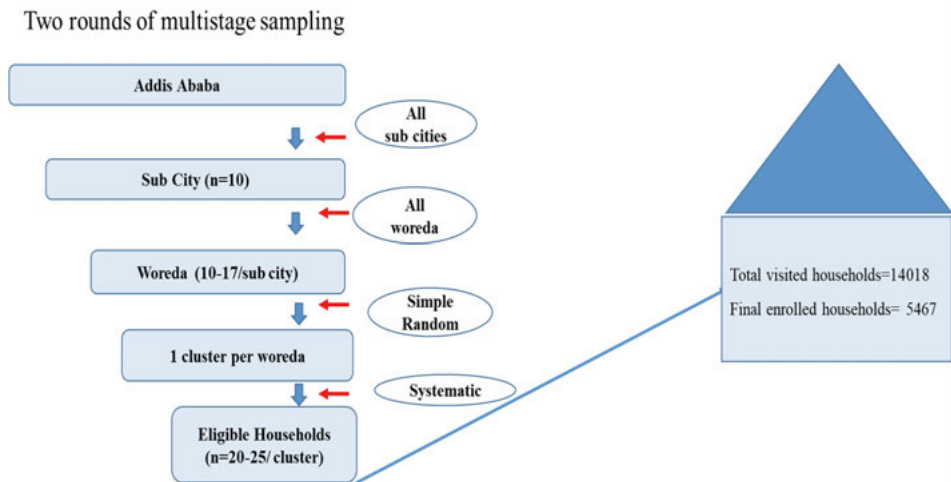 Two rounds of multistage sampling
Addis Ababa
All
sub cities
Sub City (n=10)
All
woreda
Woreda (10-17/sub city)
Simple
Random
1 cluster per woreda
Systematic
Eligible Households
(n=20-25/ cluster)
Total visited households=14018
Final enrolled households= 5467